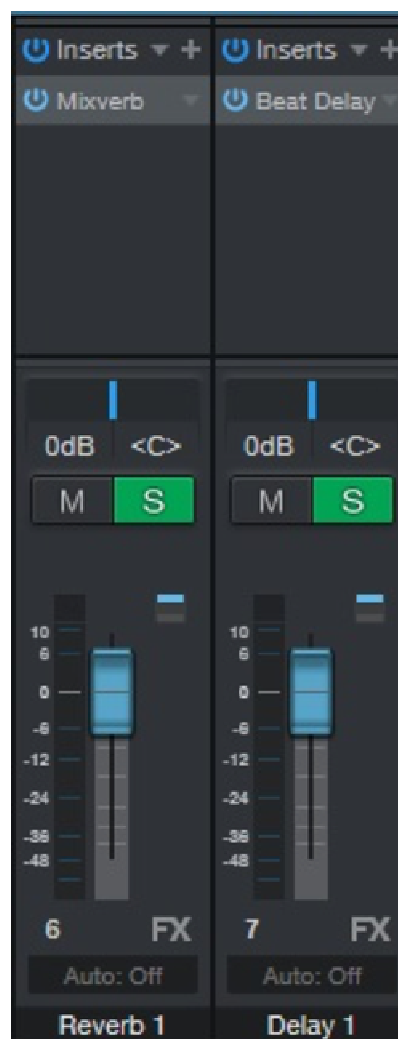 Inserts + Inserts +
Mixverb Beat Delay
0dB <C> 0dB <C>
M S M S
10 10
6 6
0 0
-6 -6
-12 -12
-24 -24
-36 -36
-48 -48
6 FX 7 FX
Auto: Off Auto: Off
Reverb 1 Delay 1